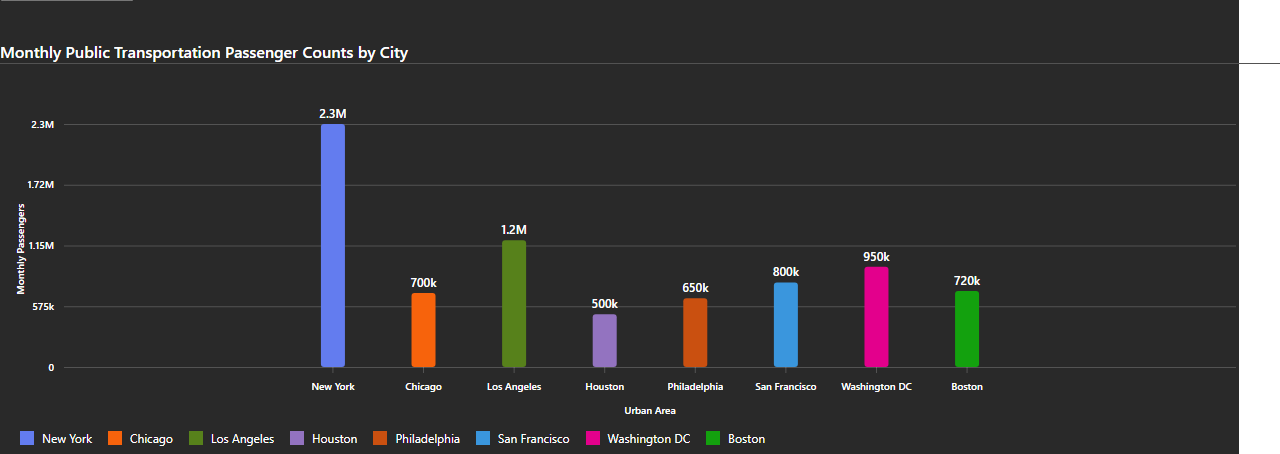 Monthly Public Transportation Passenger Counts by City
2.3M
2.3M
1.72M
1.2M
1.15M
950k
800k
720k
700k
650k
575k
500k
0
Monthly Passengers
New York Chicago Los Angeles Houston Philadelphia San Francisco Washington DC Boston
Urban Area
New York Chicago Los Angeles Houston Philadelphia San Francisco Washington DC Boston